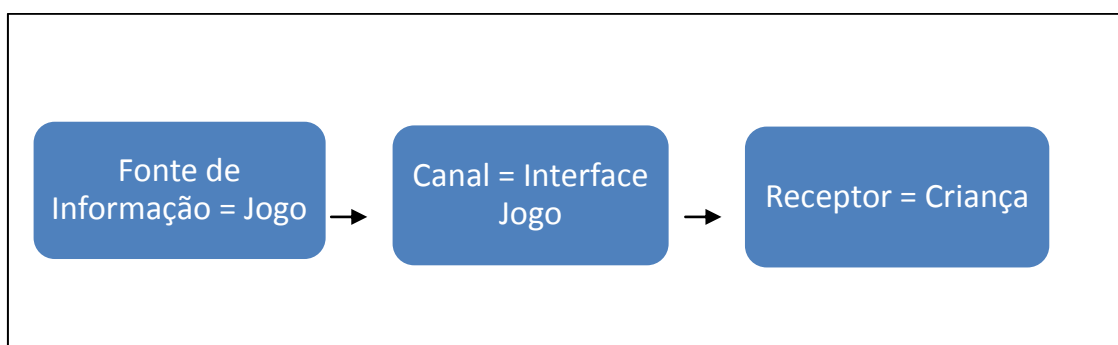 Fonte de
Informação = Jogo
Canal = Interface
Jogo
Receptor = Criança